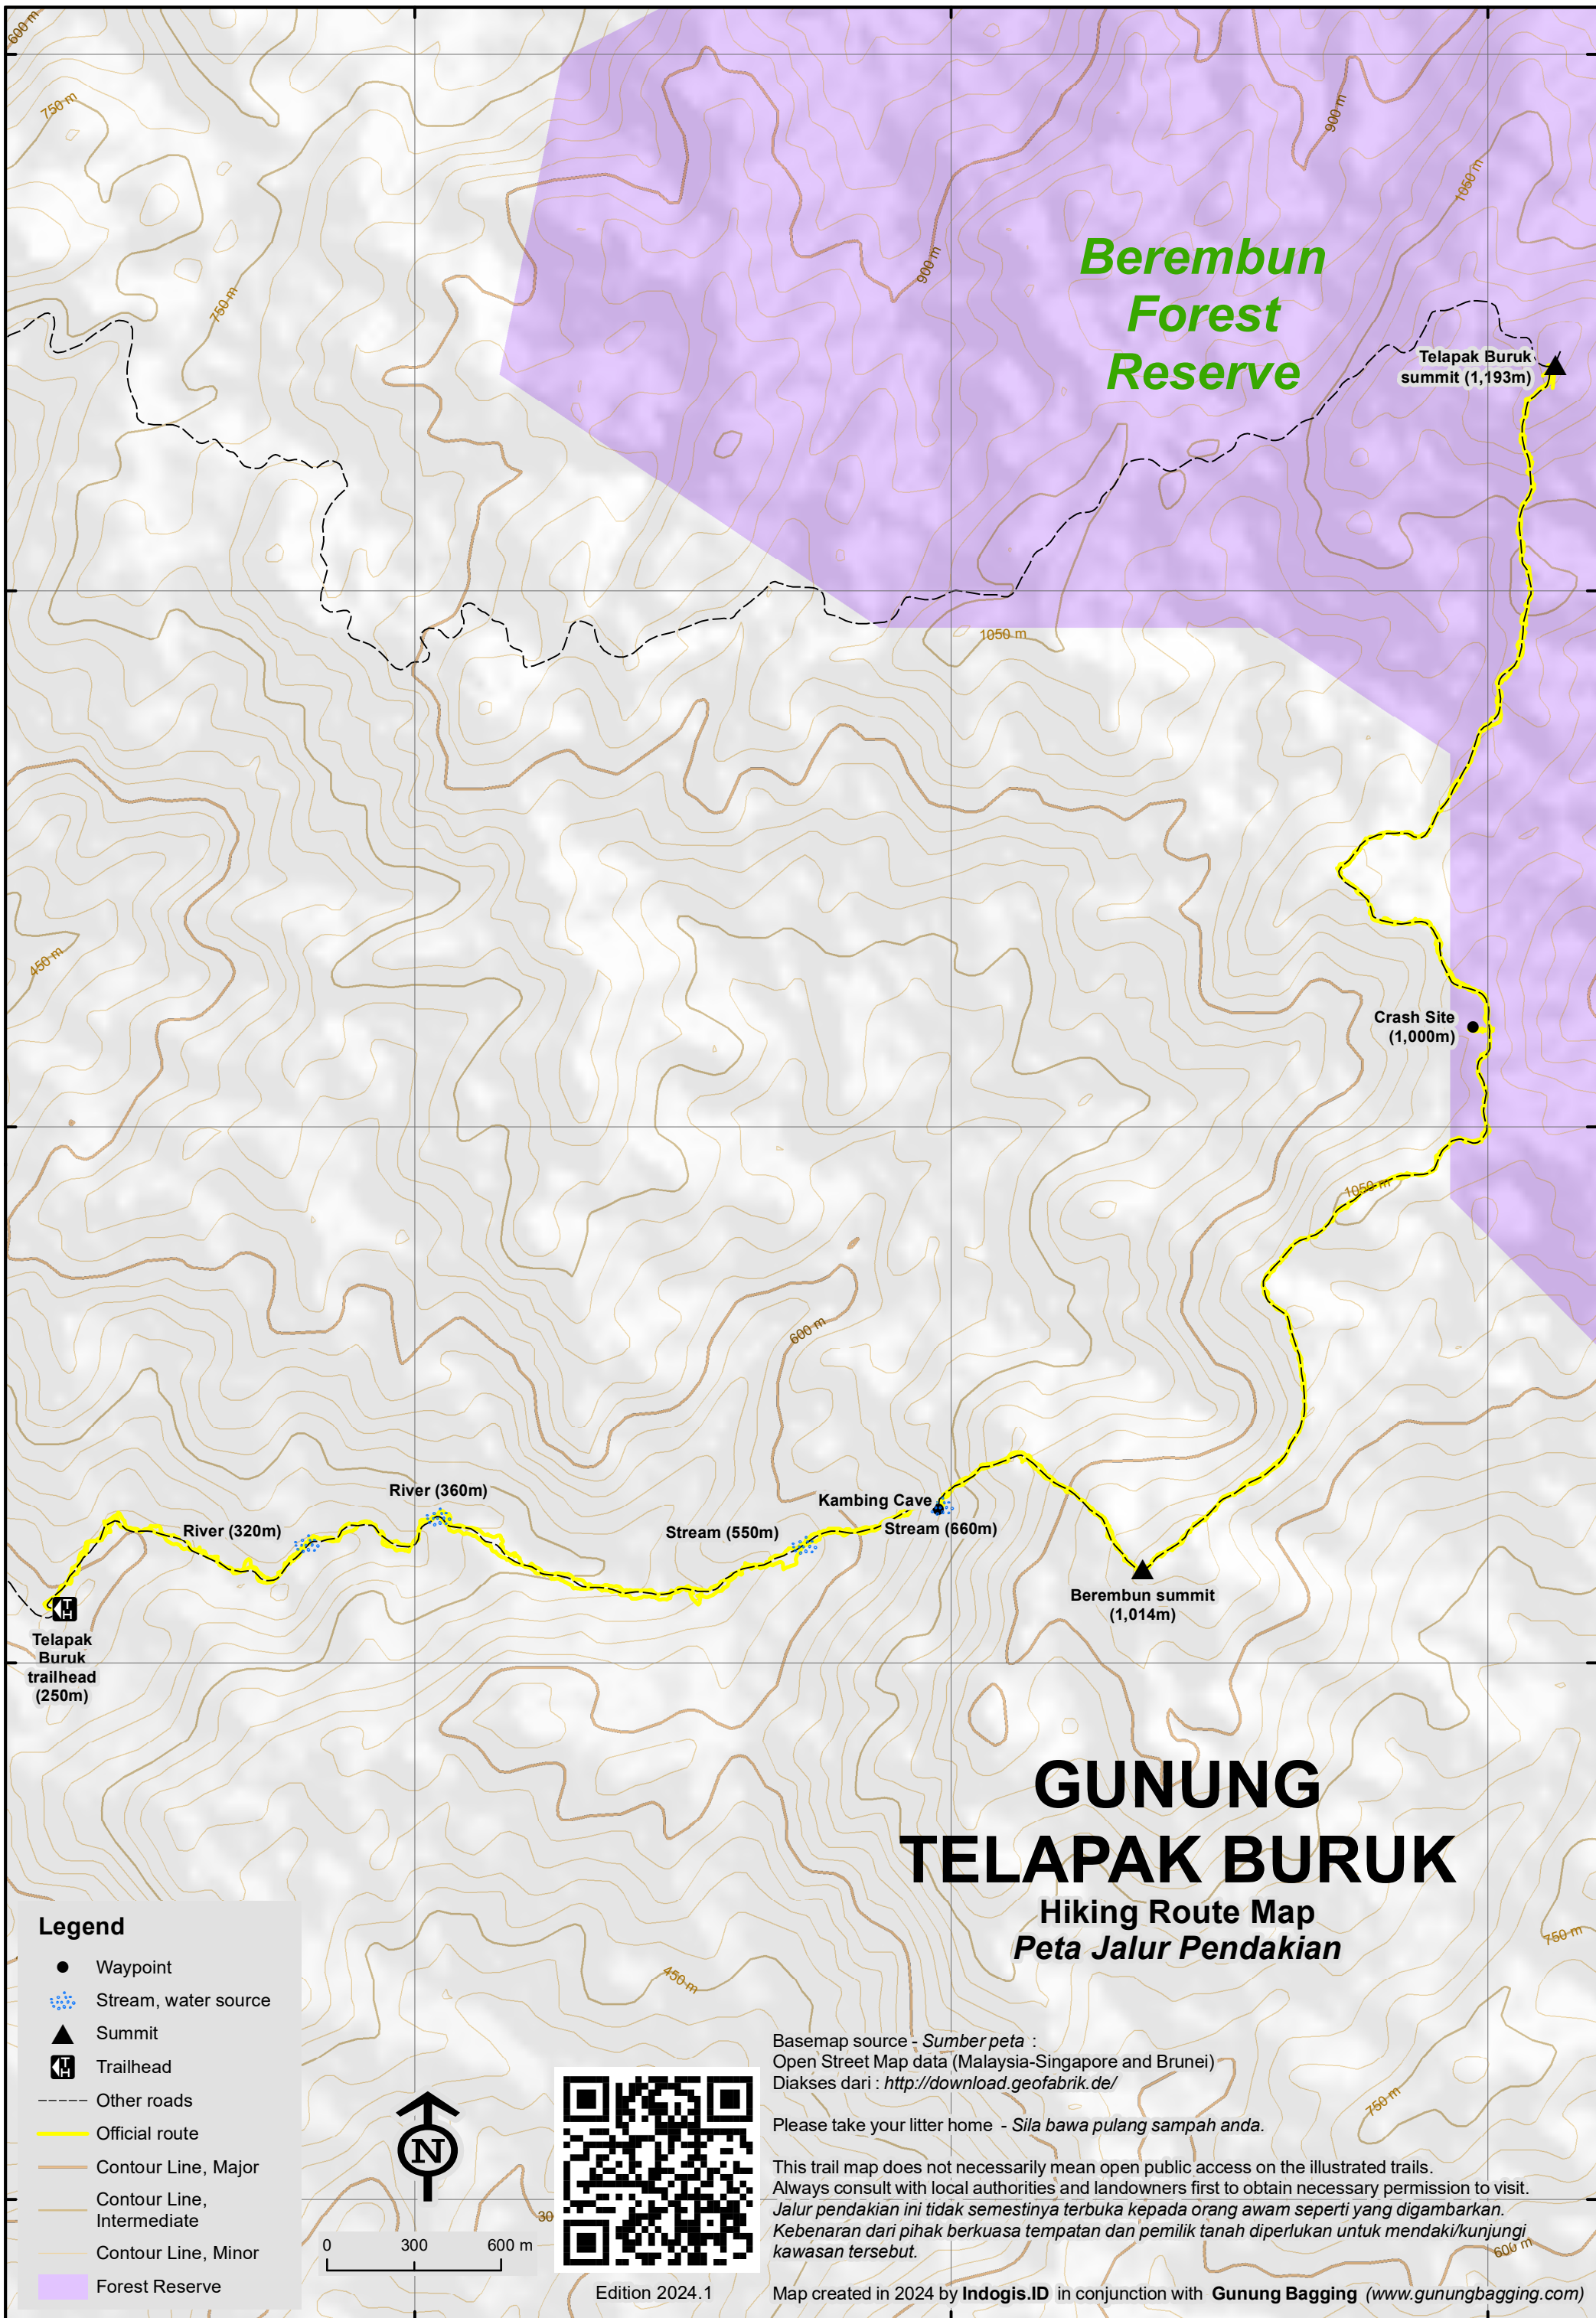 600 m
750 m
900 m
1050 m
750 m
900 m
Berembun
Forest
Reserve
Telapak Buruk
summit (1,193m)
1050 m
450 m
Crash Site
(1,000m)
1050 m
600 m
River (360m)
River (320m)
Kambing Cave
Stream (550m)
Stream (660m)
Berembun summit
(1,014m)
T
H
Telapak
Buruk
trailhead
(250m)
GUNUNG
TELAPAK BURUK
Hiking Route Map
Peta Jalur Pendakian
750 m
450 m
750 m
600 m
30
Legend
Waypoint
Stream, water source
Summit
T
H
Trailhead
Other roads
Official route
Contour Line, Major
Contour Line,
Intermediate
Contour Line, Minor
Forest Reserve
N
0 300 600 m
Edition 2024.1
Basemap source - Sumber peta :
Open Street Map data (Malaysia-Singapore and Brunei)
Diakses dari : http://download.geofabrik.de/
Please take your litter home - Sila bawa pulang sampah anda.
This trail map does not necessarily mean open public access on the illustrated trails.
Always consult with local authorities and landowners first to obtain necessary permission to visit.
Jalur pendakian ini tidak semestinya terbuka kepada orang awam seperti yang digambarkan.
Kebenaran dari pihak berkuasa tempatan dan pemilik tanah diperlukan untuk mendaki/kunjungi
kawasan tersebut.
Map created in 2024 by Indogis.ID in conjunction with Gunung Bagging (www.gunungbagging.com)